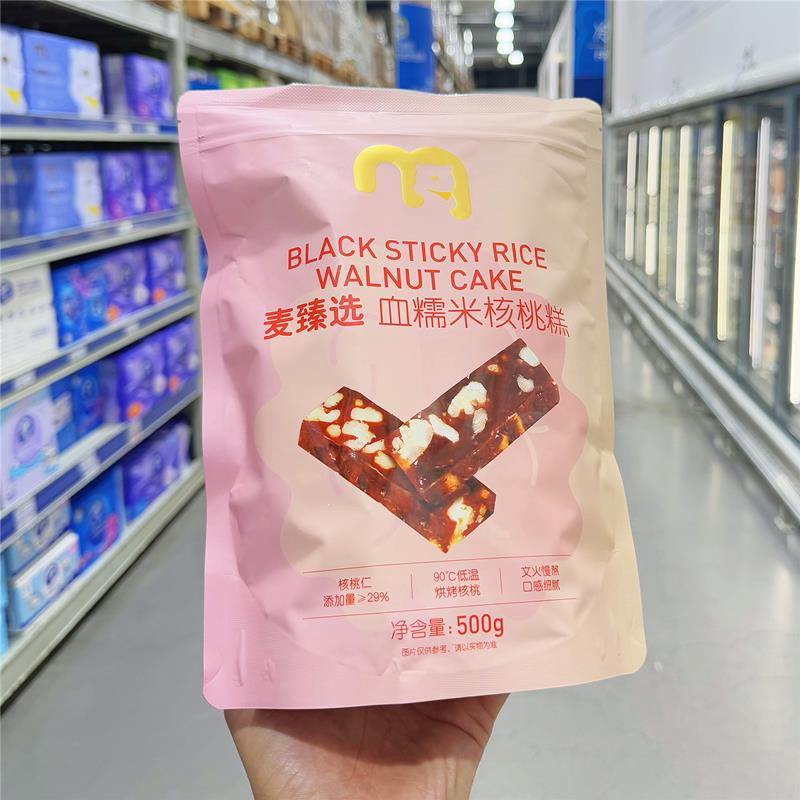 BLACK STICKY RICE
WALNUT CAKE
麦臻选 血糯米核桃糕
核桃仁
添加量≥29%
90℃低温
烘烤核桃
文火慢熬
口感细腻
净含量:500g
图片仅供参考，请以实物为准